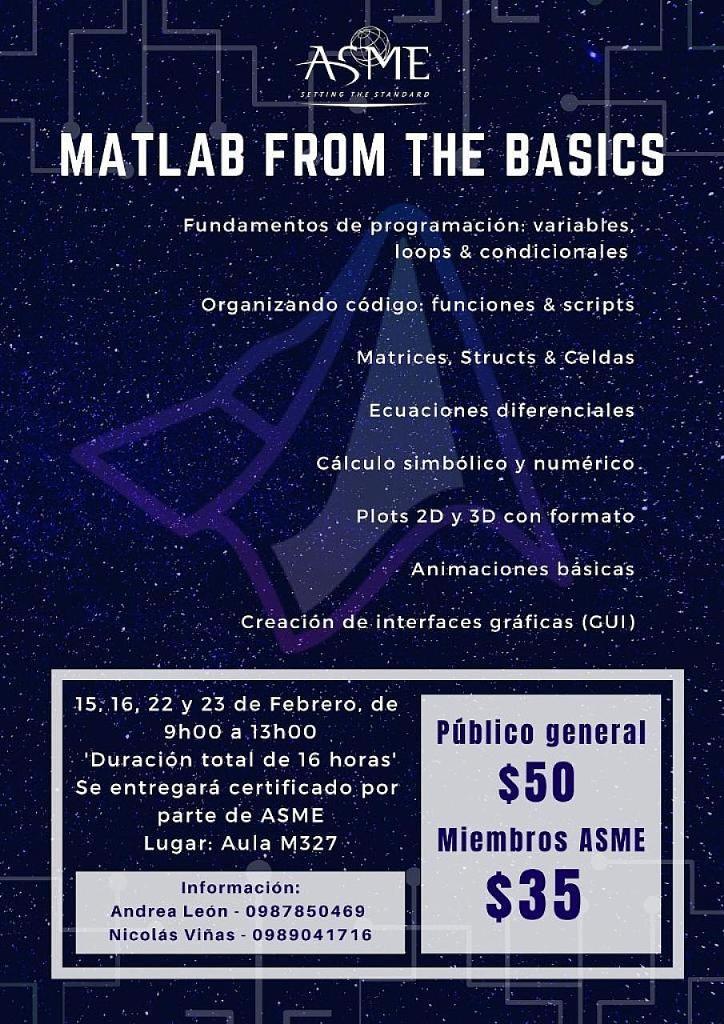 ASME
SETTING THE STANDARD
MATLAB FROM THE BASICS
Fundamentos de programación: variables,
loops & condicionales
Organizando código: funciones & scripts
Matrices, Structs & Celdas
Ecuaciones diferenciales
Cálculo simbólico y numérico
Plots 2D y 3D con formato
Animaciones básicas
Creación de interfaces gráficas (GUI)
15, 16, 22 y 23 de Febrero, de
9h00 a 13h00
'Duración total de 16 horas'
Se entregará certificado por
parte de ASME
Lugar: Aula M327
Información:
Andrea León - 0987850469
Nicolás Viñas - 0989041716
Público general
$50
Miembros ASME
$35